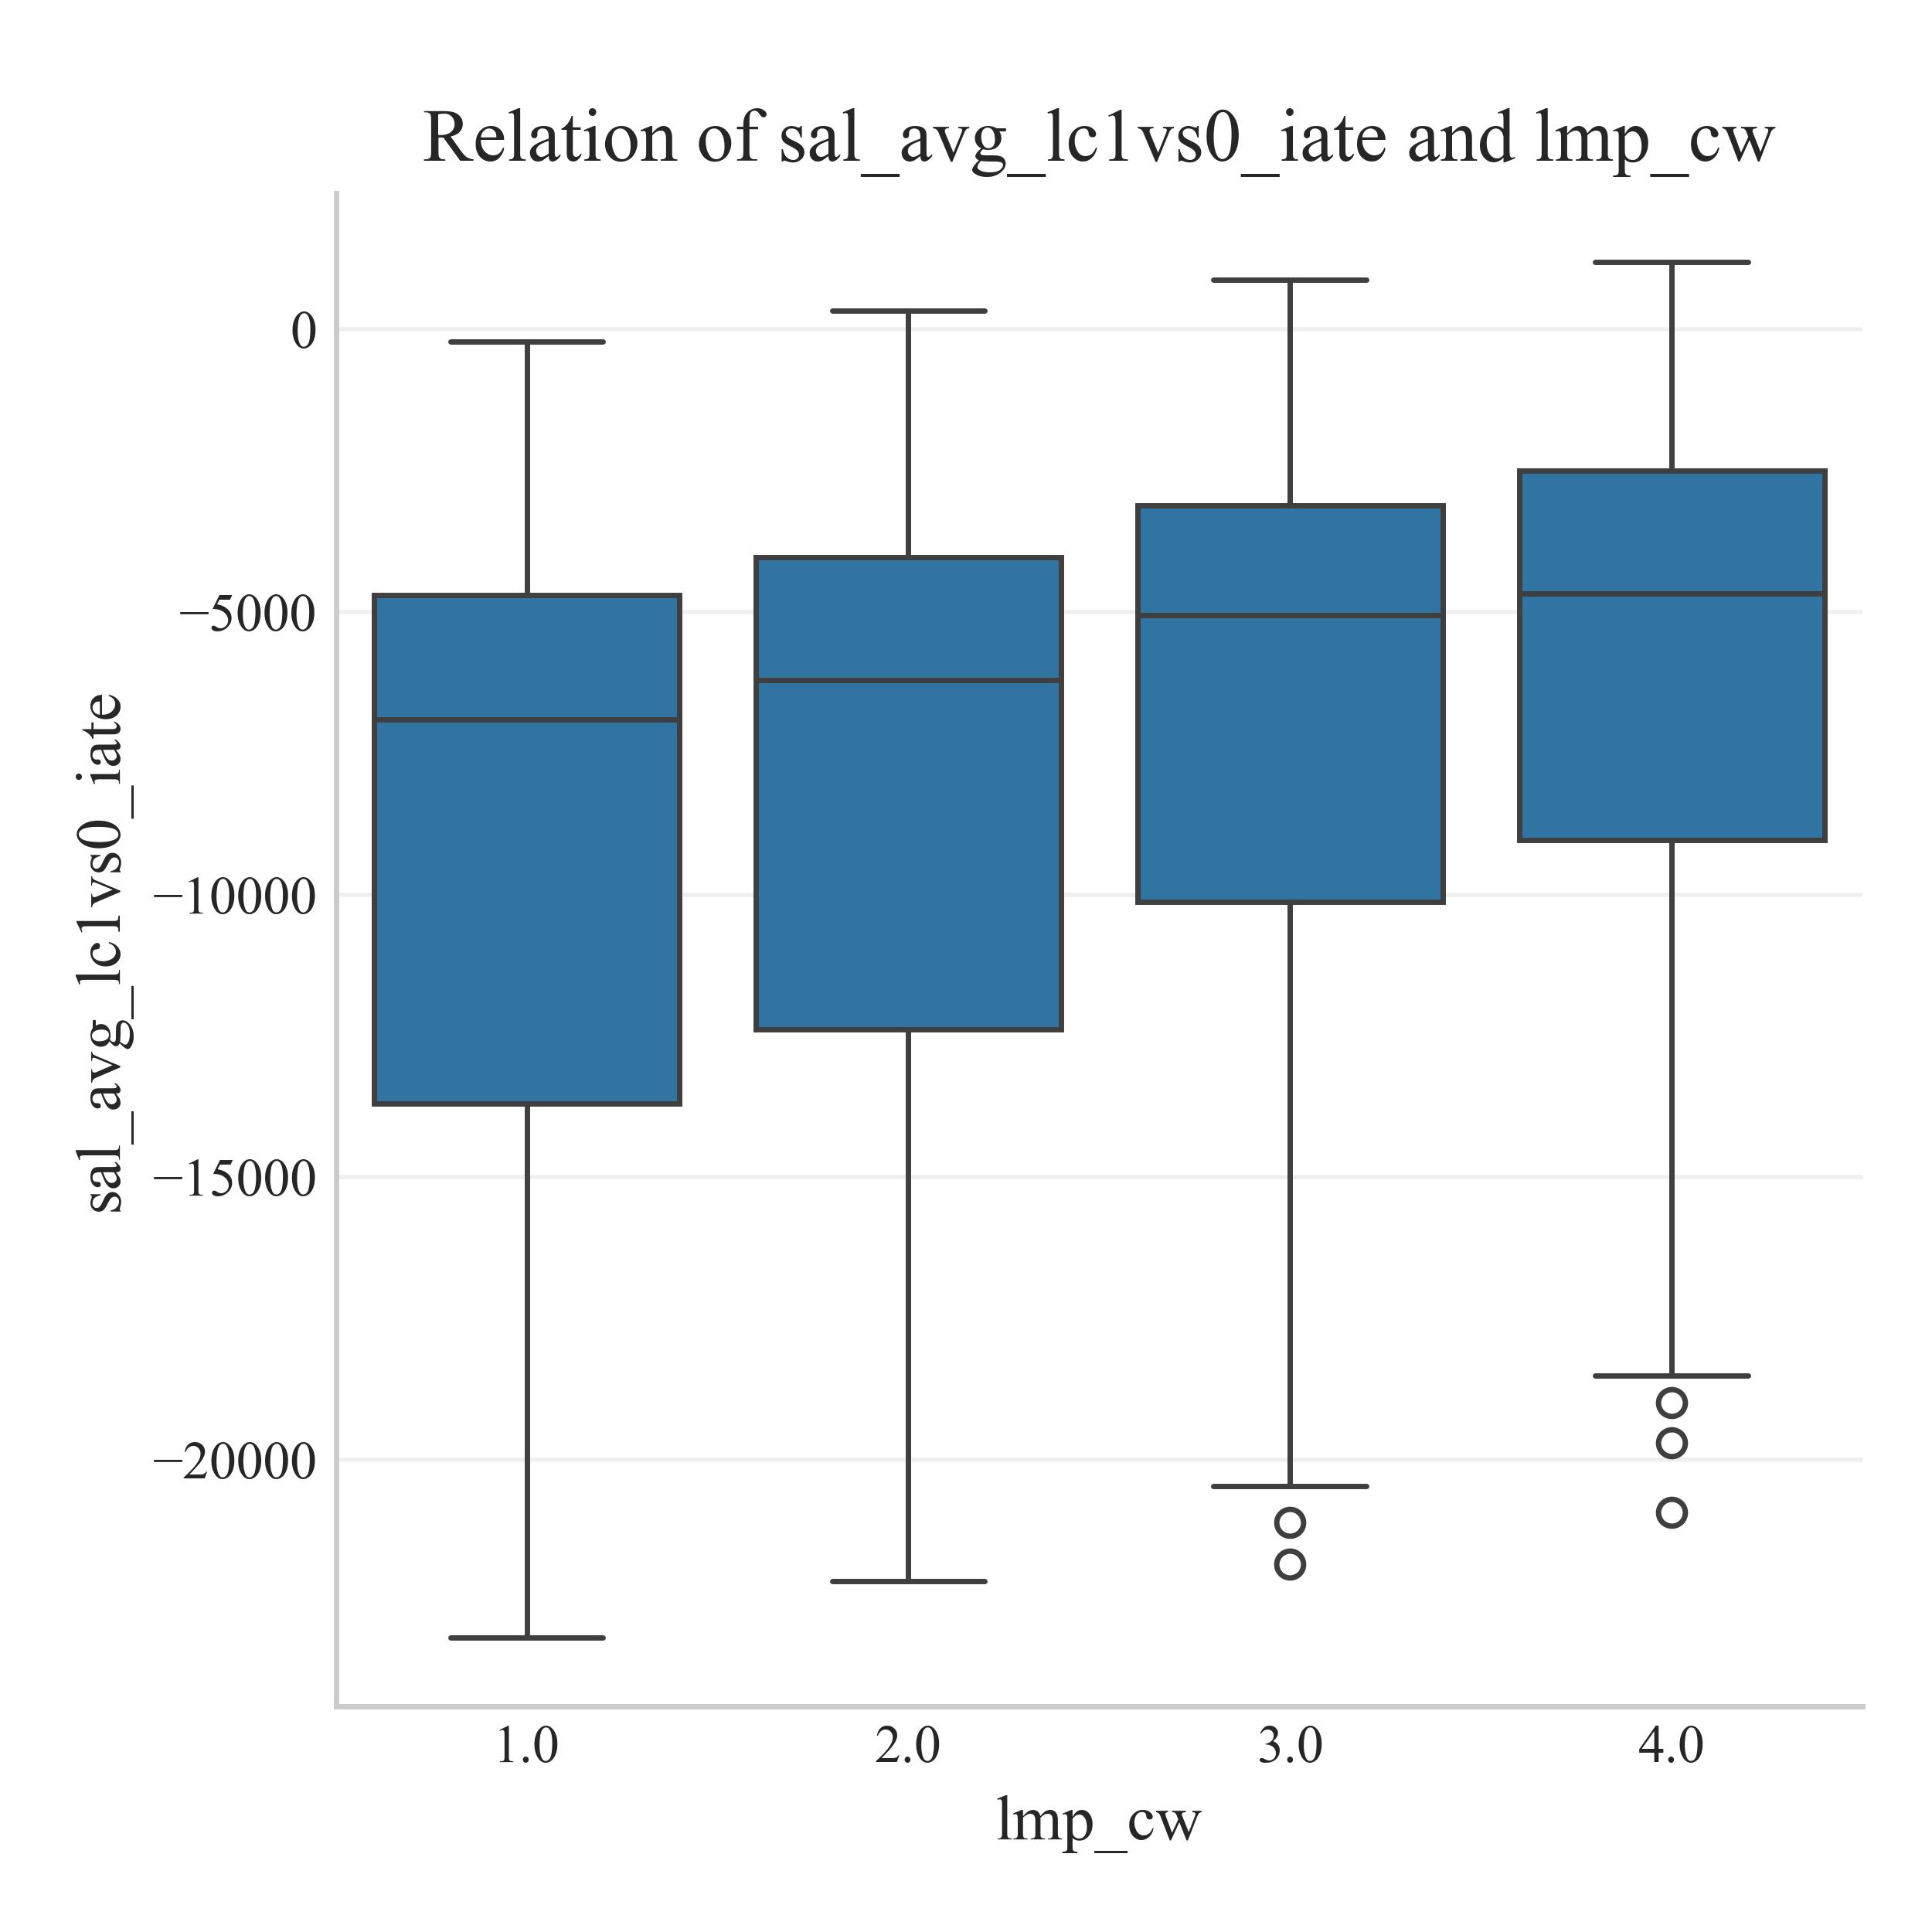 Relation of sal_avg_lc1vs0_iate and lmp_cw
sal_avg_lc1vs0_iate
0
−5000
−10000
−15000
−20000
1.0 2.0 3.0 4.0
lmp_cw